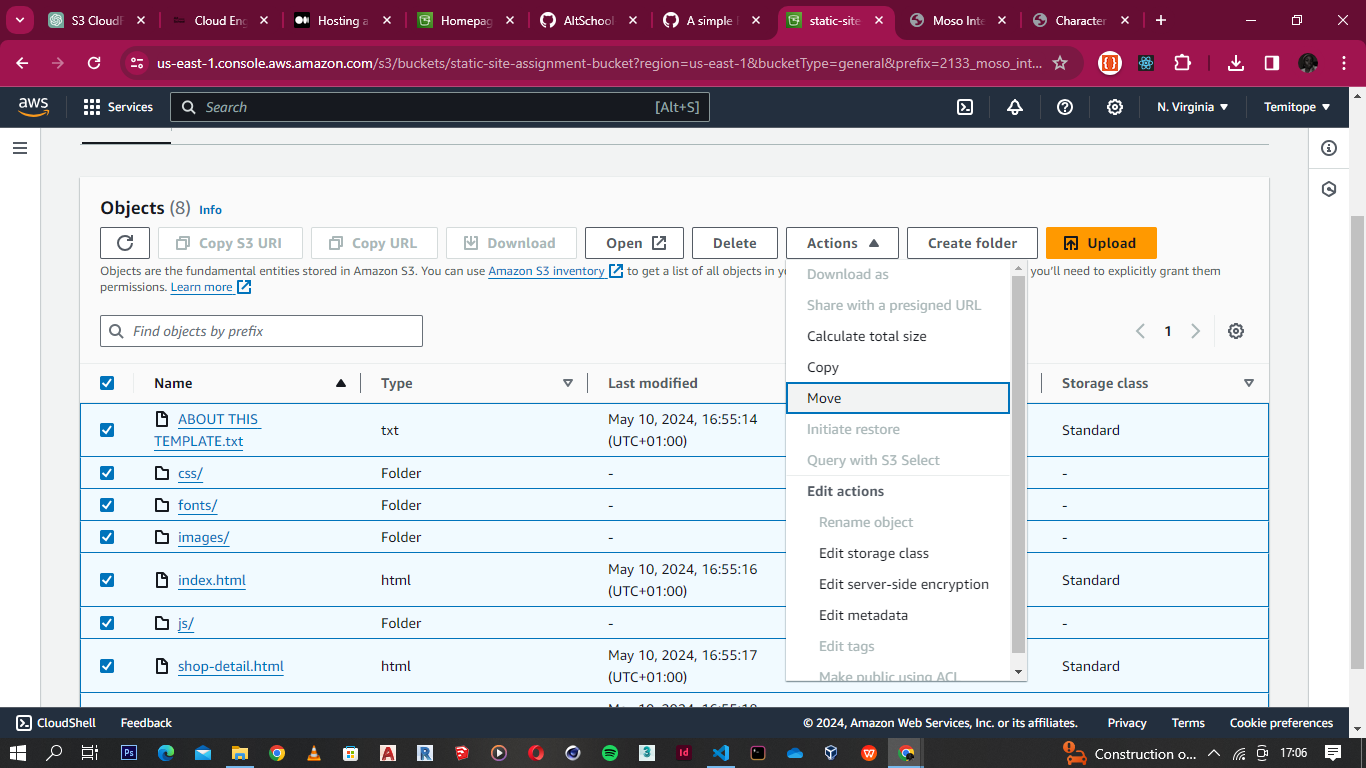 S3 CloudF
Cloud Eng
Hosting a
Homepag
AltSchool
A simple
static-site
Moso Inte
Character
us-east-1.console.aws.amazon.com/s3/buckets/static-site-assignment-bucket?region=us-east-1&bucketType=general&prefix=2133_moso_int...
aws
Services
Search
[Alt+S]
N. Virginia
Temitope
Objects (8) Info
Copy S3 URI
Copy URL
Download
Open
Delete
Actions
Create folder
Upload
Objects are the fundamental entities stored in Amazon S3. You can use Amazon S3 inventory to get a list of all objects in yo
you'll need to explicitly grant them
permissions. Learn more
Find objects by prefix
1
Name
Type
Last modified
Storage class
ABOUT THIS
TEMPLATE.txt
txt
May 10, 2024, 16:55:14
(UTC+01:00)
Standard
css/
Folder
-
-
fonts/
Folder
-
-
images/
Folder
-
-
index.html
html
May 10, 2024, 16:55:16
(UTC+01:00)
Standard
js/
Folder
-
-
shop-detail.html
html
May 10, 2024, 16:55:17
(UTC+01:00)
Standard
Download as
Share with a presigned URL
Calculate total size
Copy
Move
Initiate restore
Query with S3 Select
Edit actions
Rename object
Edit storage class
Edit server-side encryption
Edit metadata
Edit tags
Make public using ACL
CloudShell
Feedback
© 2024, Amazon Web Services, Inc. or its affiliates.
Privacy
Terms
Cookie preferences
Construction o...
17:06